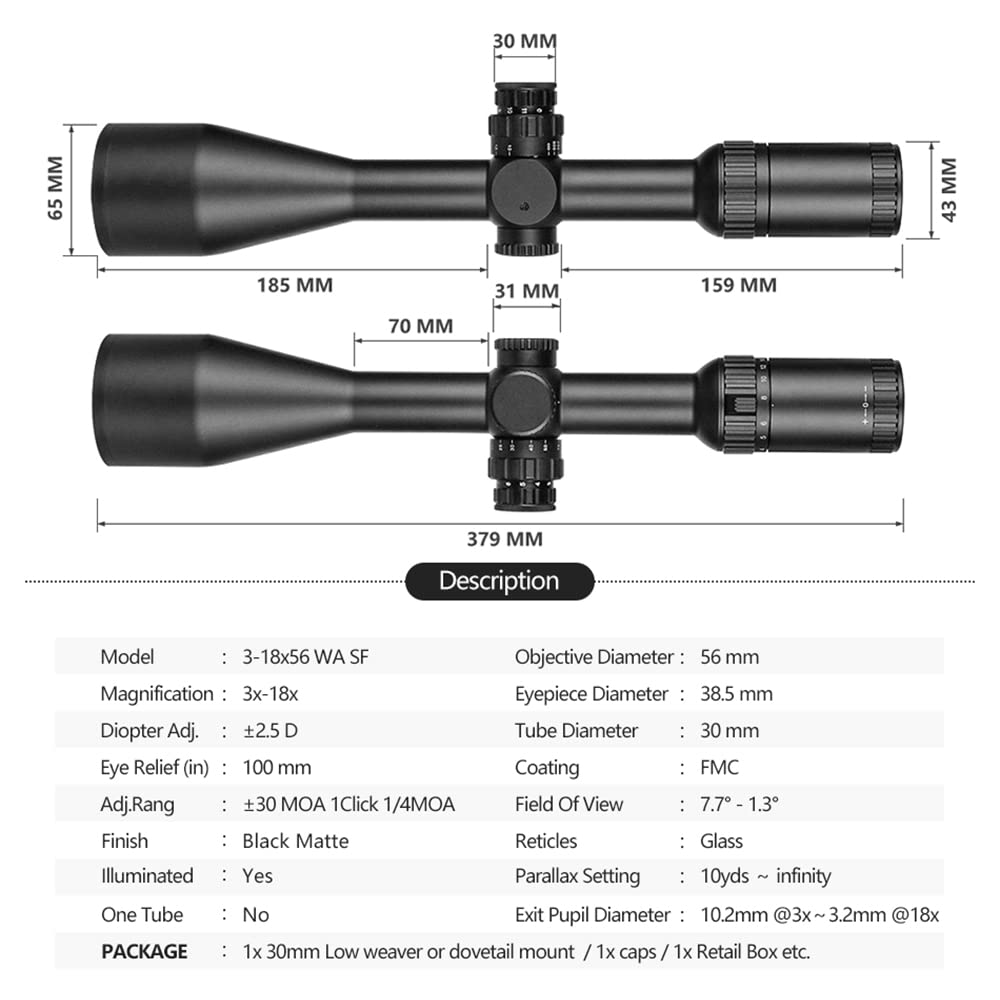 30 MM
65 MM
43 MM
185 MM
159 MM
31 MM
70 MM
379 MM
Description
Model : 3-18x56 WA SF
Objective Diameter : 56 mm
Magnification : 3x-18x
Eyepiece Diameter : 38.5 mm
Diopter Adj. : ±2.5 D
Tube Diameter : 30 mm
Eye Relief (in) : 100 mm
Coating : FMC
Adj.Rang : ±30 MOA 1Click 1/4MOA
Field Of View : 7.7° - 1.3°
Finish : Black Matte
Reticles : Glass
Illuminated : Yes
Parallax Setting : 10yds ~ infinity
One Tube : No
Exit Pupil Diameter : 10.2mm @3x~3.2mm @18x
PACKAGE : 1x 30mm Low weaver or dovetail mount / 1x caps / 1x Retail Box etc.